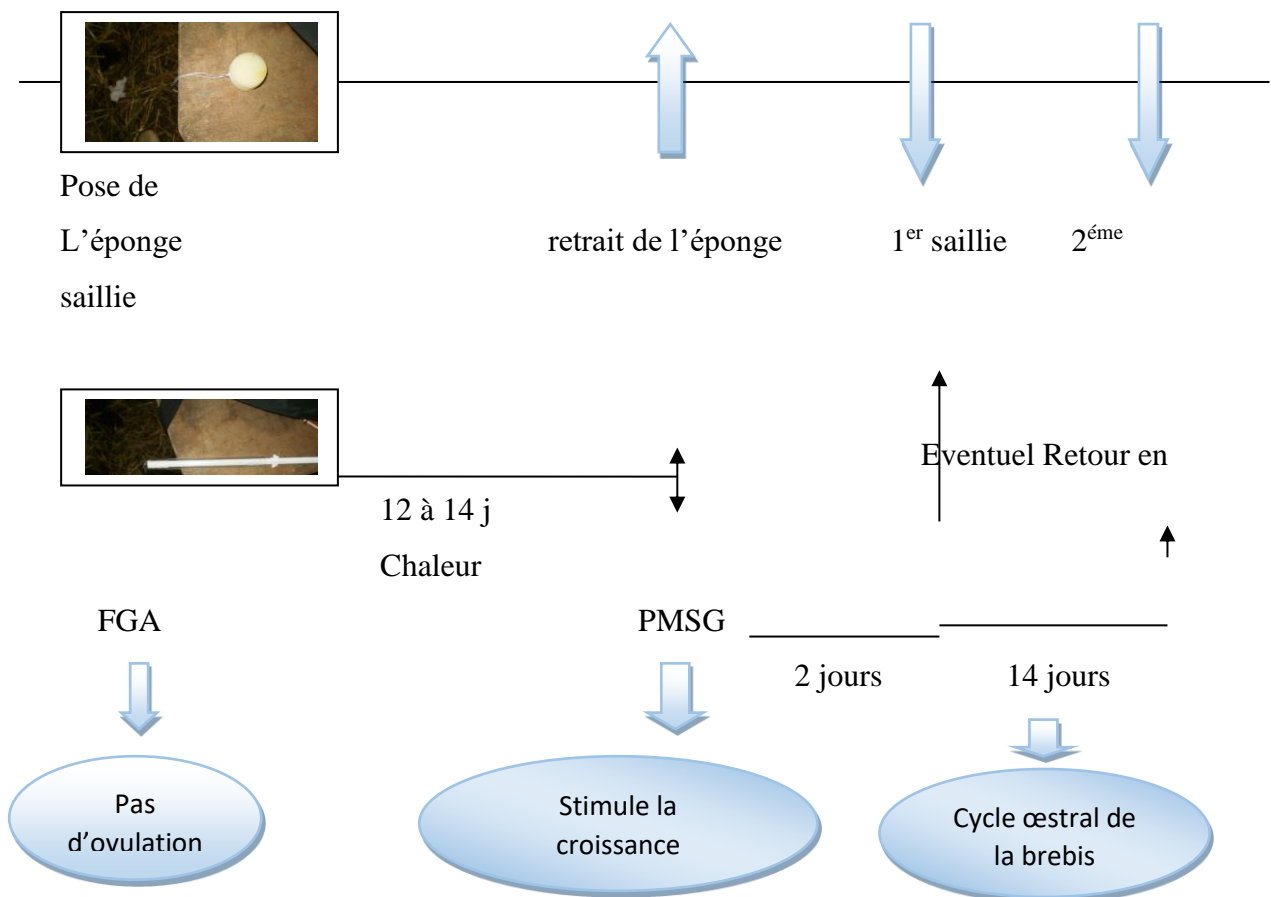 Pose de
L’éponge retrait de l’éponge 1er saillie 2éme
saillie
Eventuel Retour en
12 à 14 j
Chaleur
FGA PMSG
2 jours 14 jours
Pas
d’ovulation
Stimule la
croissance
Cycle œstral de
la brebis